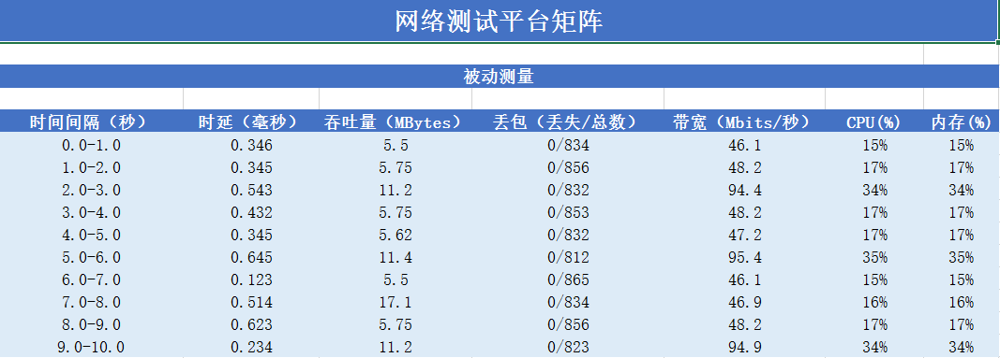 网络测试平台矩阵
被动测量
时间间隔（秒） 时延（毫秒） 吞吐量（MBytes） 丢包（丢失/总数） 带宽（Mbits/秒） CPU(%) 内存(%)
0.0-1.0 0.346 5.5 0/834 46.1 15% 15%
1.0-2.0 0.345 5.75 0/856 48.2 17% 17%
2.0-3.0 0.543 11.2 0/832 94.4 34% 34%
3.0-4.0 0.432 5.75 0/853 48.2 17% 17%
4.0-5.0 0.345 5.62 0/832 47.2 17% 17%
5.0-6.0 0.645 11.4 0/812 95.4 35% 35%
6.0-7.0 0.123 5.5 0/865 46.1 15% 15%
7.0-8.0 0.514 17.1 0/834 46.9 16% 16%
8.0-9.0 0.623 5.75 0/856 48.2 17% 17%
9.0-10.0 0.234 11.2 0/823 94.9 34% 34%